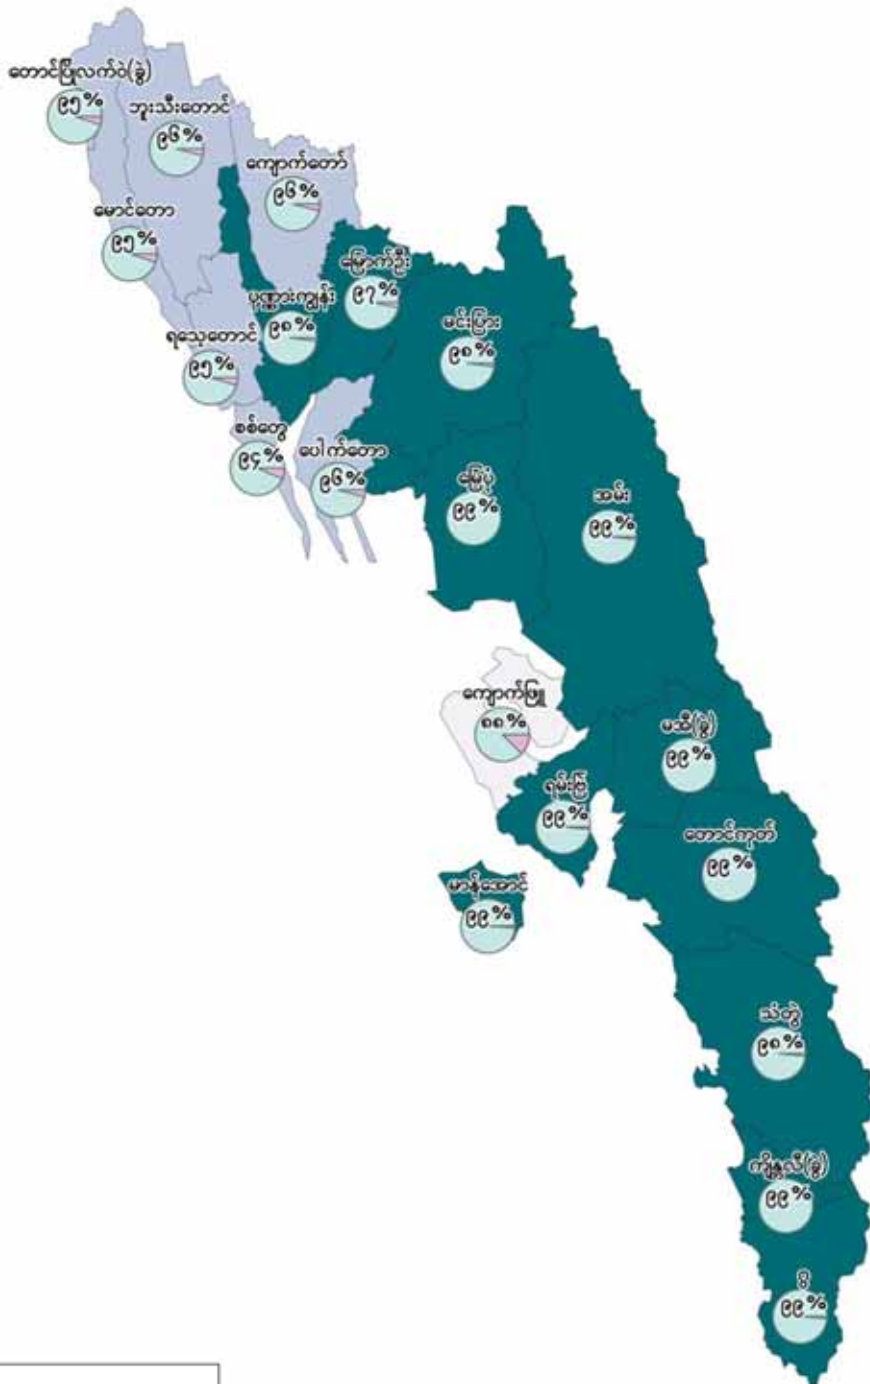 တောင်ပြိုလက်ဝဲ(ခွဲ)
၉၅%
ဘူးသီးတောင်
၉၆%
ကျောက်တော်
၉၆%
မောင်တော
၉၅%
မြောက်ဦး
၉၇%
ပုဏ္ဏားကျွန်း
၉၈%
မင်းပြား
၉၈%
ရသေ့တောင်
၉၅%
စစ်တွေ
၉၄%
ပေါက်တော
၉၆%
မြေပုံ
၉၉%
အမ်း
၉၉%
ကျောက်ဖြူ
၈၈%
မအီ(ခွဲ)
၉၉%
ရမ်းဗြဲ
၉၉%
တောင်ကုတ်
၉၉%
မာန်အောင်
၉၉%
သံတွဲ
၉၈%
ကျိန္တလီ(ခွဲ)
၉၉%
ဂွ
၉၉%